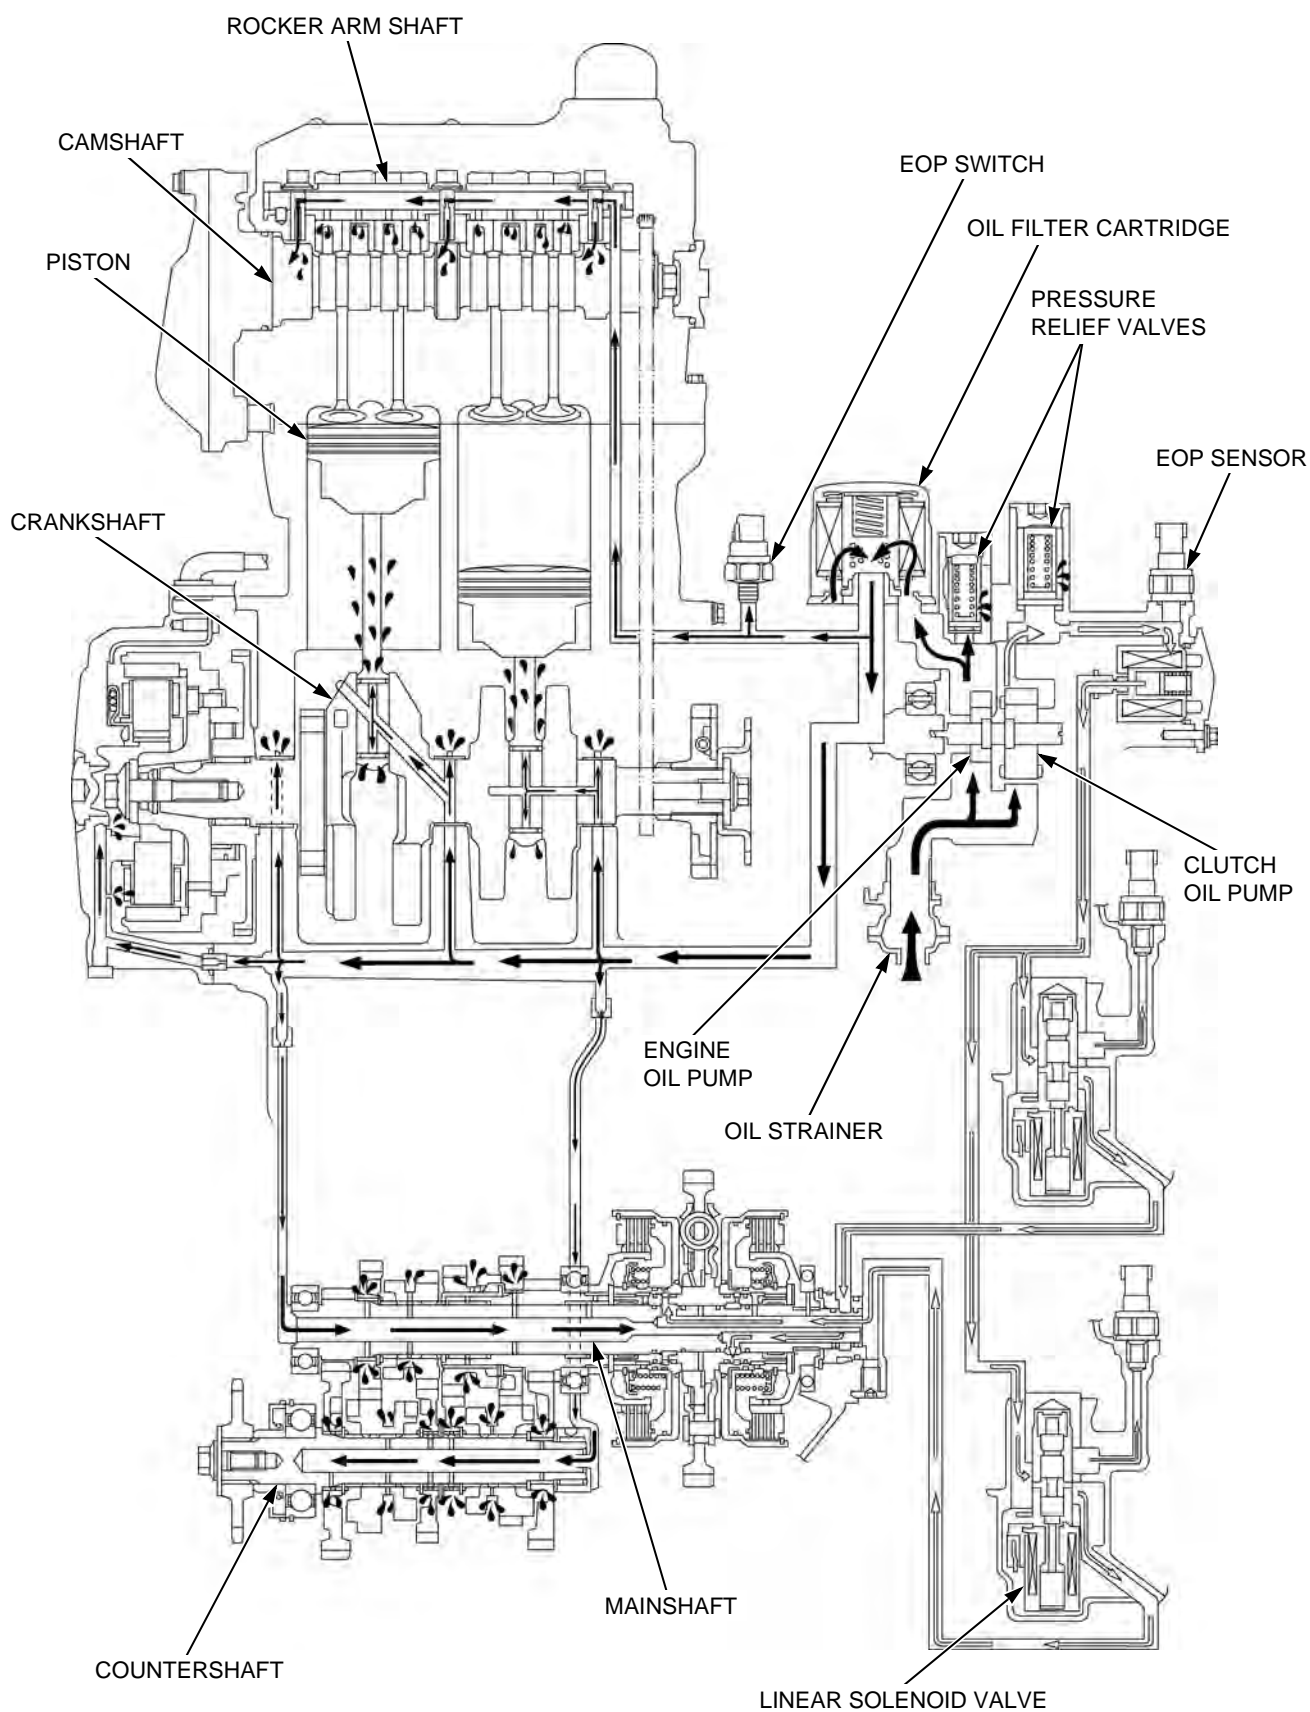 ROCKER ARM SHAFT
CAMSHAFT
EOP SWITCH
OIL FILTER CARTRIDGE
PISTON
PRESSURE
RELIEF VALVES
EOP SENSOR
CRANKSHAFT
CLUTCH
OIL PUMP
ENGINE
OIL PUMP
OIL STRAINER
MAINSHAFT
COUNTERSHAFT
LINEAR SOLENOID VALVE